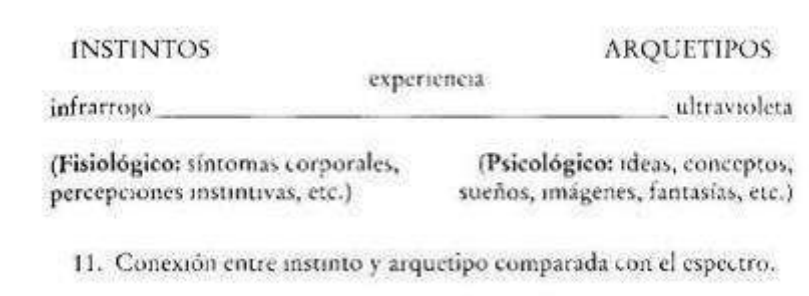 INSTINTOS ARQUETIPOS
experiencia
infrarrojo ultravioleta
(Fisiológico: síntomas corporales, (Psicológico: ideas, conceptos,
percepciones instintivas, etc.) sueños, imágenes, fantasías, etc.)
11. Conexión entre instinto y arquetipo comparada con el espectro.